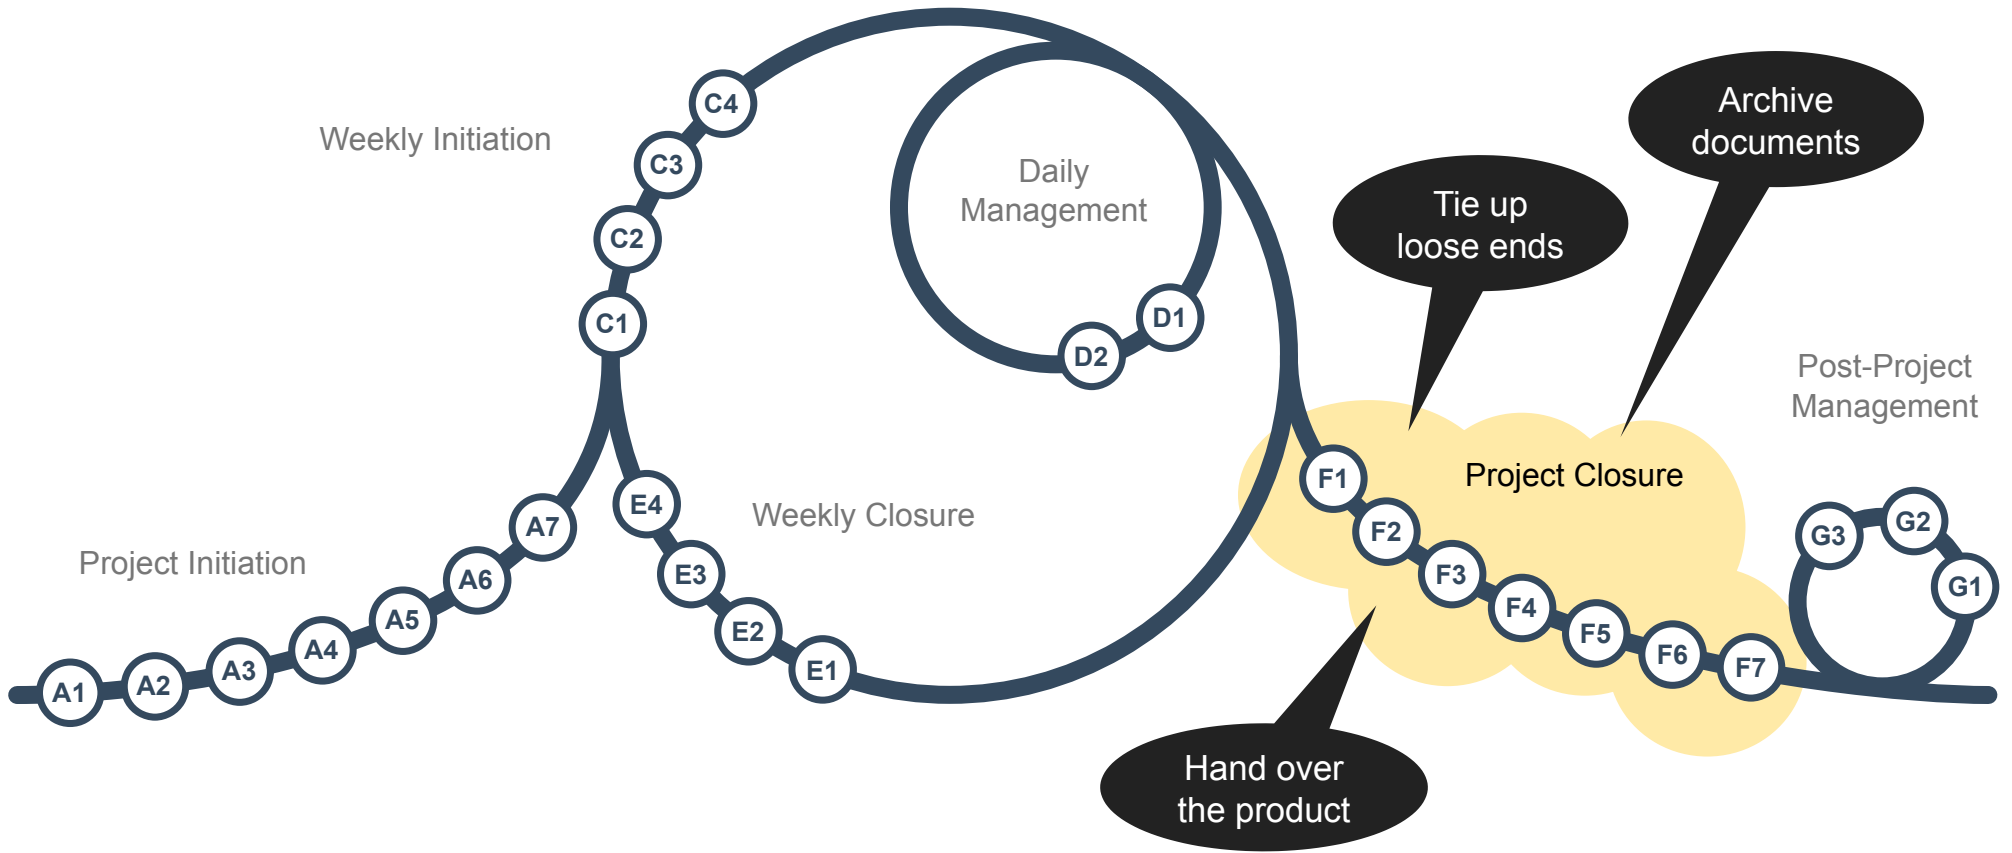 Project Initiation
A1
A2
A3
A4
A5
A6
A7
Weekly Initiation
C1
C2
C3
C4
Daily
Management
D1
D2
Weekly Closure
E1
E2
E3
E4
Tie up
loose ends
Archive
documents
Hand over
the product
Project Closure
F1
F2
F3
F4
F5
F6
F7
Post-Project
Management
G1
G2
G3